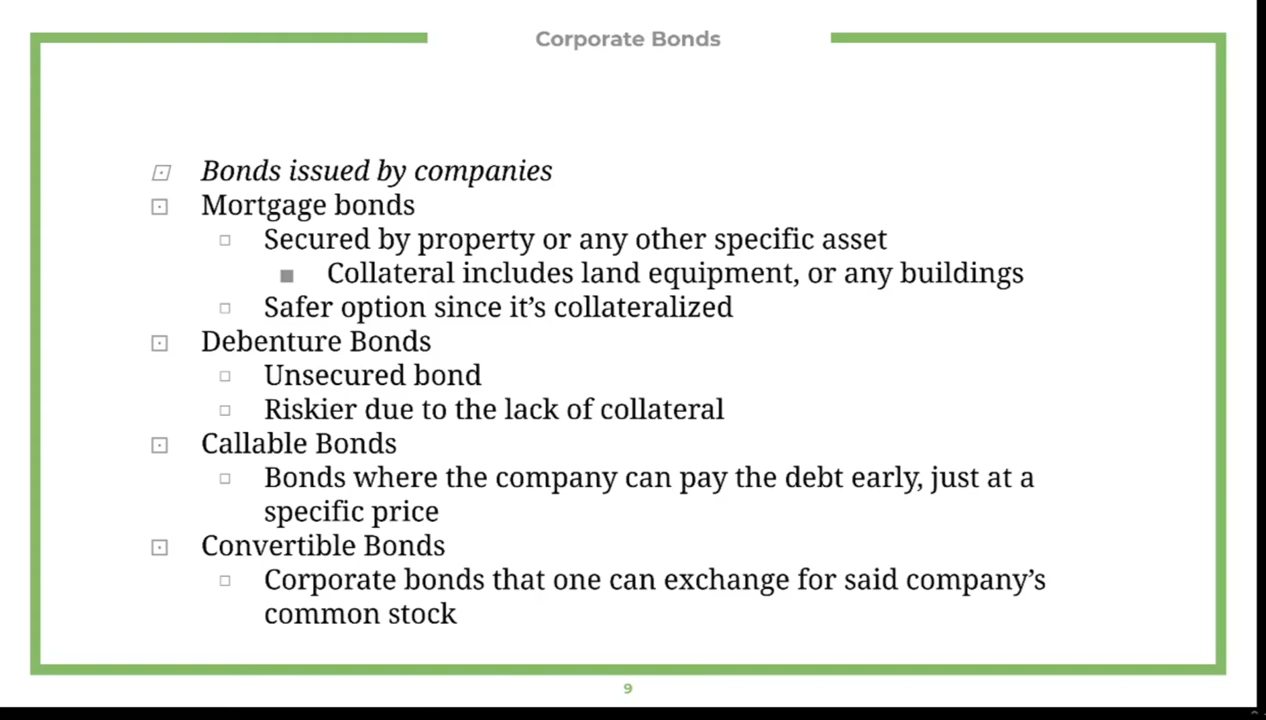 Corporate Bonds
Bonds issued by companies
Mortgage bonds
Secured by property or any other specific asset
Collateral includes land equipment, or any buildings
Safer option since it’s collateralized
Debenture Bonds
Unsecured bond
Riskier due to the lack of collateral
Callable Bonds
Bonds where the company can pay the debt early, just at a
specific price
Convertible Bonds
Corporate bonds that one can exchange for said company’s
common stock
9